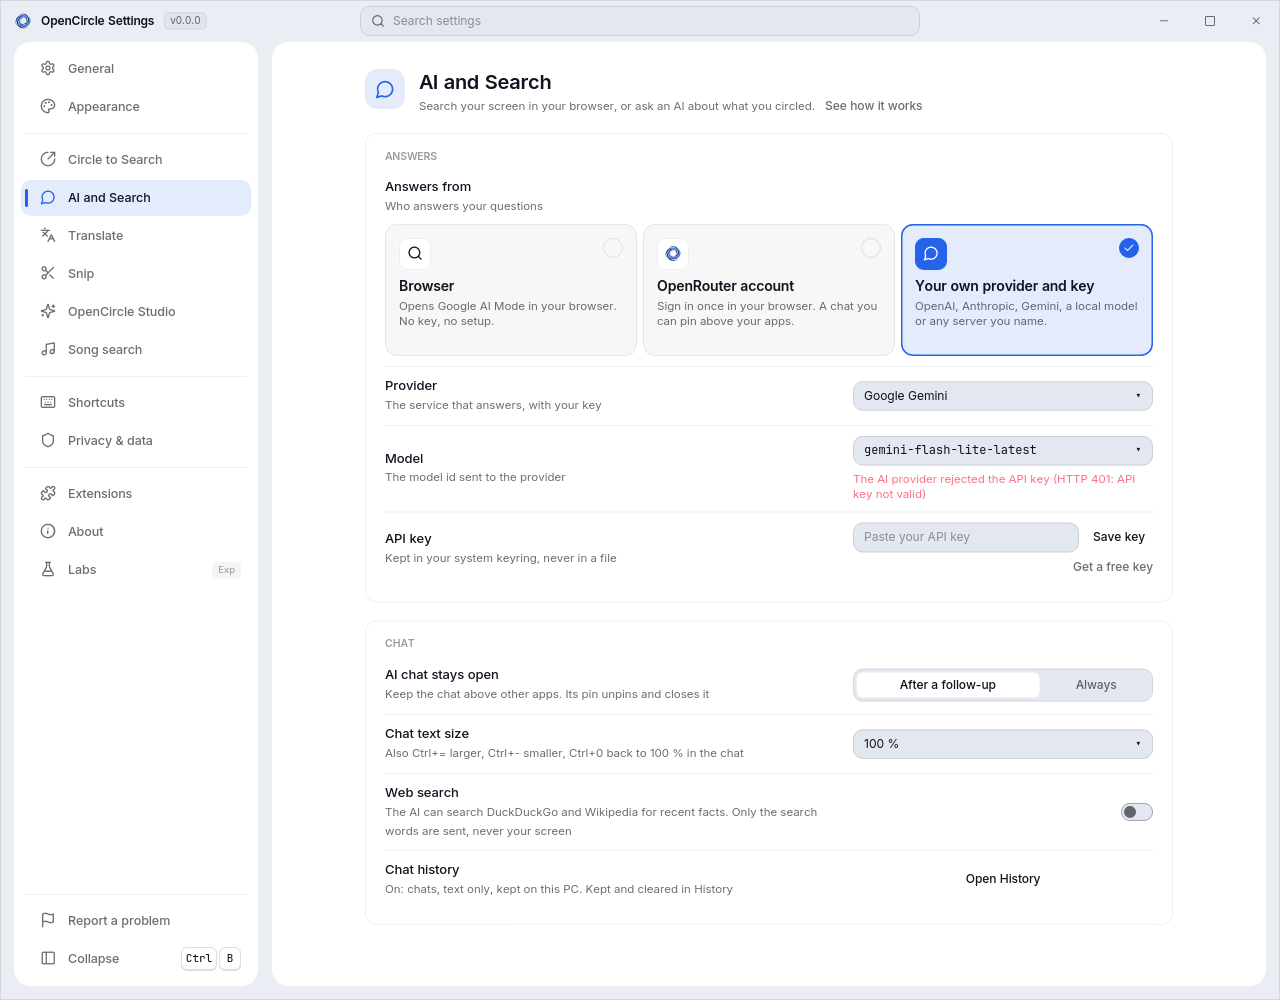 OpenCircle Settings
v0.0.0
Search settings
General
Appearance
Circle to Search
AI and Search
Translate
Snip
OpenCircle Studio
Song search
Shortcuts
Privacy & data
Extensions
About
Labs
Exp
Report a problem
Collapse
Ctrl
B
AI and Search
Search your screen in your browser, or ask an AI about what you circled.
See how it works
ANSWERS
Answers from
Who answers your questions
Browser
Opens Google AI Mode in your browser.
No key, no setup.
OpenRouter account
Sign in once in your browser. A chat you
can pin above your apps.
Your own provider and key
OpenAI, Anthropic, Gemini, a local model
or any server you name.
Provider
The service that answers, with your key
Google Gemini
Model
The model id sent to the provider
gemini-flash-lite-latest
The AI provider rejected the API key (HTTP 401: API
key not valid)
API key
Kept in your system keyring, never in a file
Paste your API key
Save key
Get a free key
CHAT
AI chat stays open
Keep the chat above other apps. Its pin unpins and closes it
After a follow-up
Always
Chat text size
Also Ctrl+= larger, Ctrl+- smaller, Ctrl+0 back to 100 % in the chat
100 %
Web search
The AI can search DuckDuckGo and Wikipedia for recent facts. Only the search
words are sent, never your screen
Chat history
On: chats, text only, kept on this PC. Kept and cleared in History
Open History